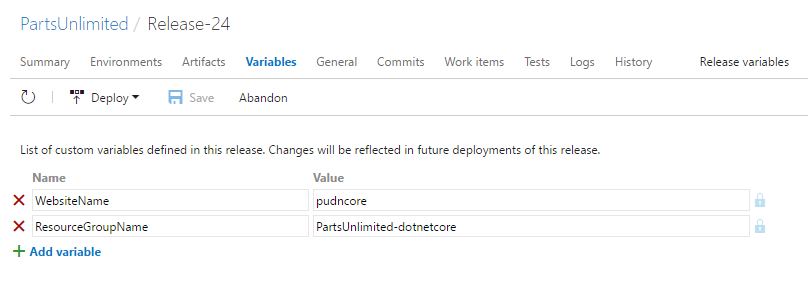 PartsUnlimited / Release-24
Summary Environments Artifacts Variables General Commits Work items Tests Logs History Release variables
Deploy Save Abandon
List of custom variables defined in this release. Changes will be reflected in future deployments of this release.
Name Value
WebsiteName pudncore
ResourceGroupName PartsUnlimited-dotnetcore
Add variable